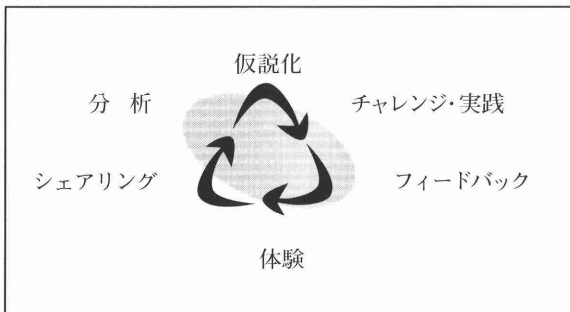 仮説化
分　析
チャレンジ・実践
シェアリング
フィードバック
体験